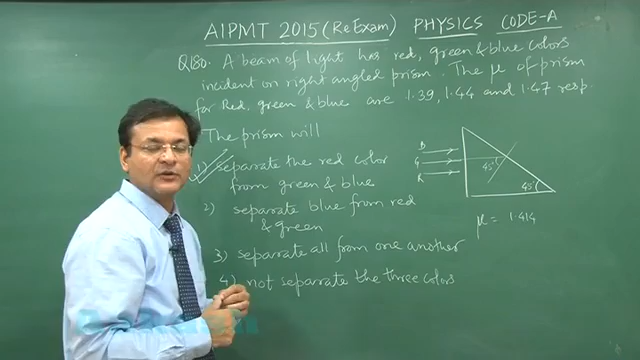 AIPMT 2015 (ReExam) PHYSICS CODE-A
Q180. A beam of light has red, green & blue colors
incident on right angled prism. The μ of prism
for Red, green & blue are 1.39, 1.44 and 1.47 resp.
The prism will
1) separate the red color
from green & blue
2) separate blue from red
& green
3) separate all from one another
4) not separate the three colors
B
G
R
45°
45°
μ = 1.414